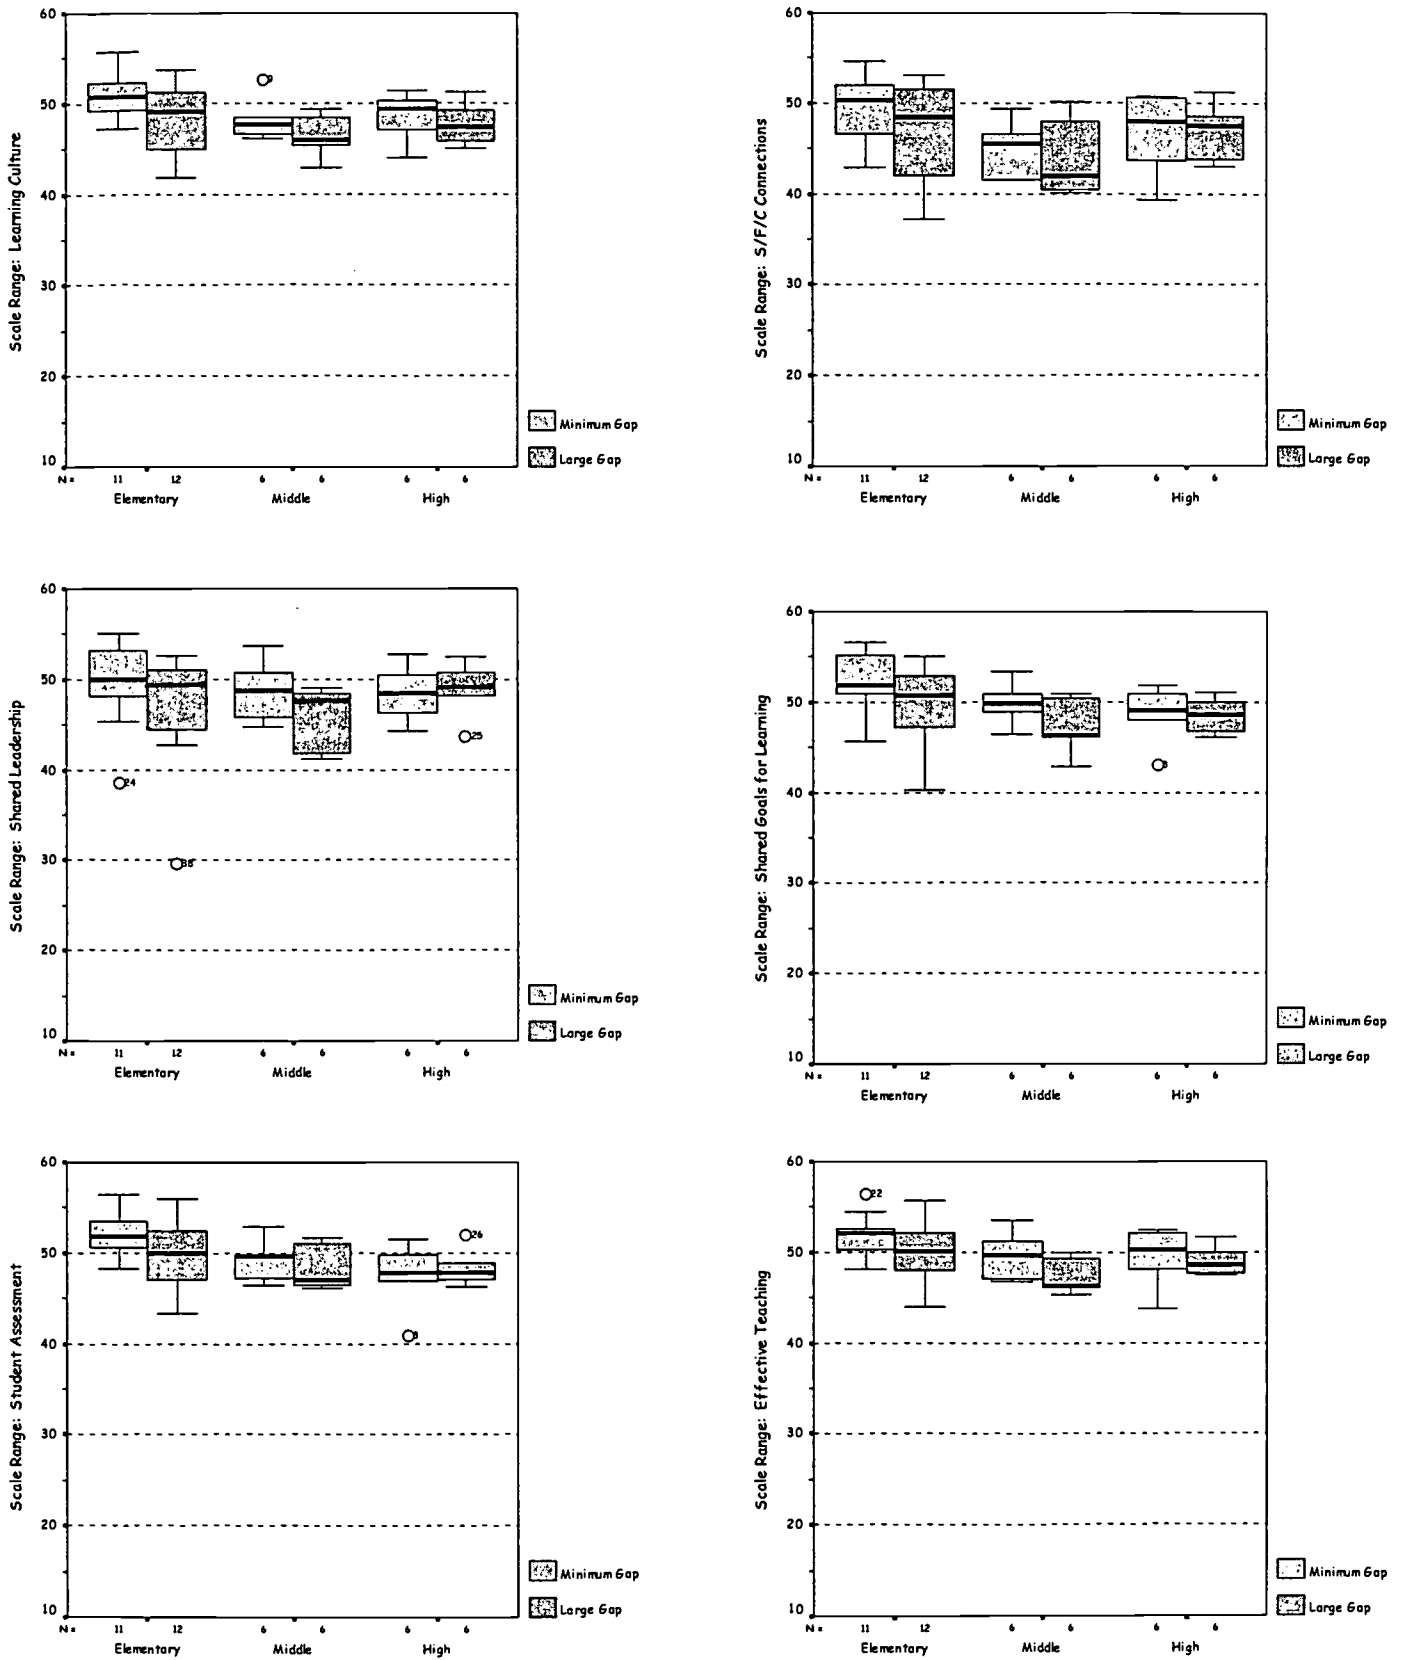 60
50
40
30
20
10
Scale Range: Learning Culture
N = 11 12 6 6 6 6
Elementary Middle High
Minimum Gap
Large Gap
60
50
40
30
20
10
Scale Range: S/F/C Connections
N = 11 12 6 6 6 6
Elementary Middle High
Minimum Gap
Large Gap
60
50
40
30
20
10
Scale Range: Shared Leadership
24
25
N = 11 12 6 6 6 6
Elementary Middle High
Minimum Gap
Large Gap
60
50
40
30
20
10
Scale Range: Shared Goals for Learning
N = 11 12 6 6 6 6
Elementary Middle High
Minimum Gap
Large Gap
60
50
40
30
20
10
Scale Range: Student Assessment
26
N = 11 12 6 6 6 6
Elementary Middle High
Minimum Gap
Large Gap
60
50
40
30
20
10
Scale Range: Effective Teaching
22
N = 11 12 6 6 6 6
Elementary Middle High
Minimum Gap
Large Gap